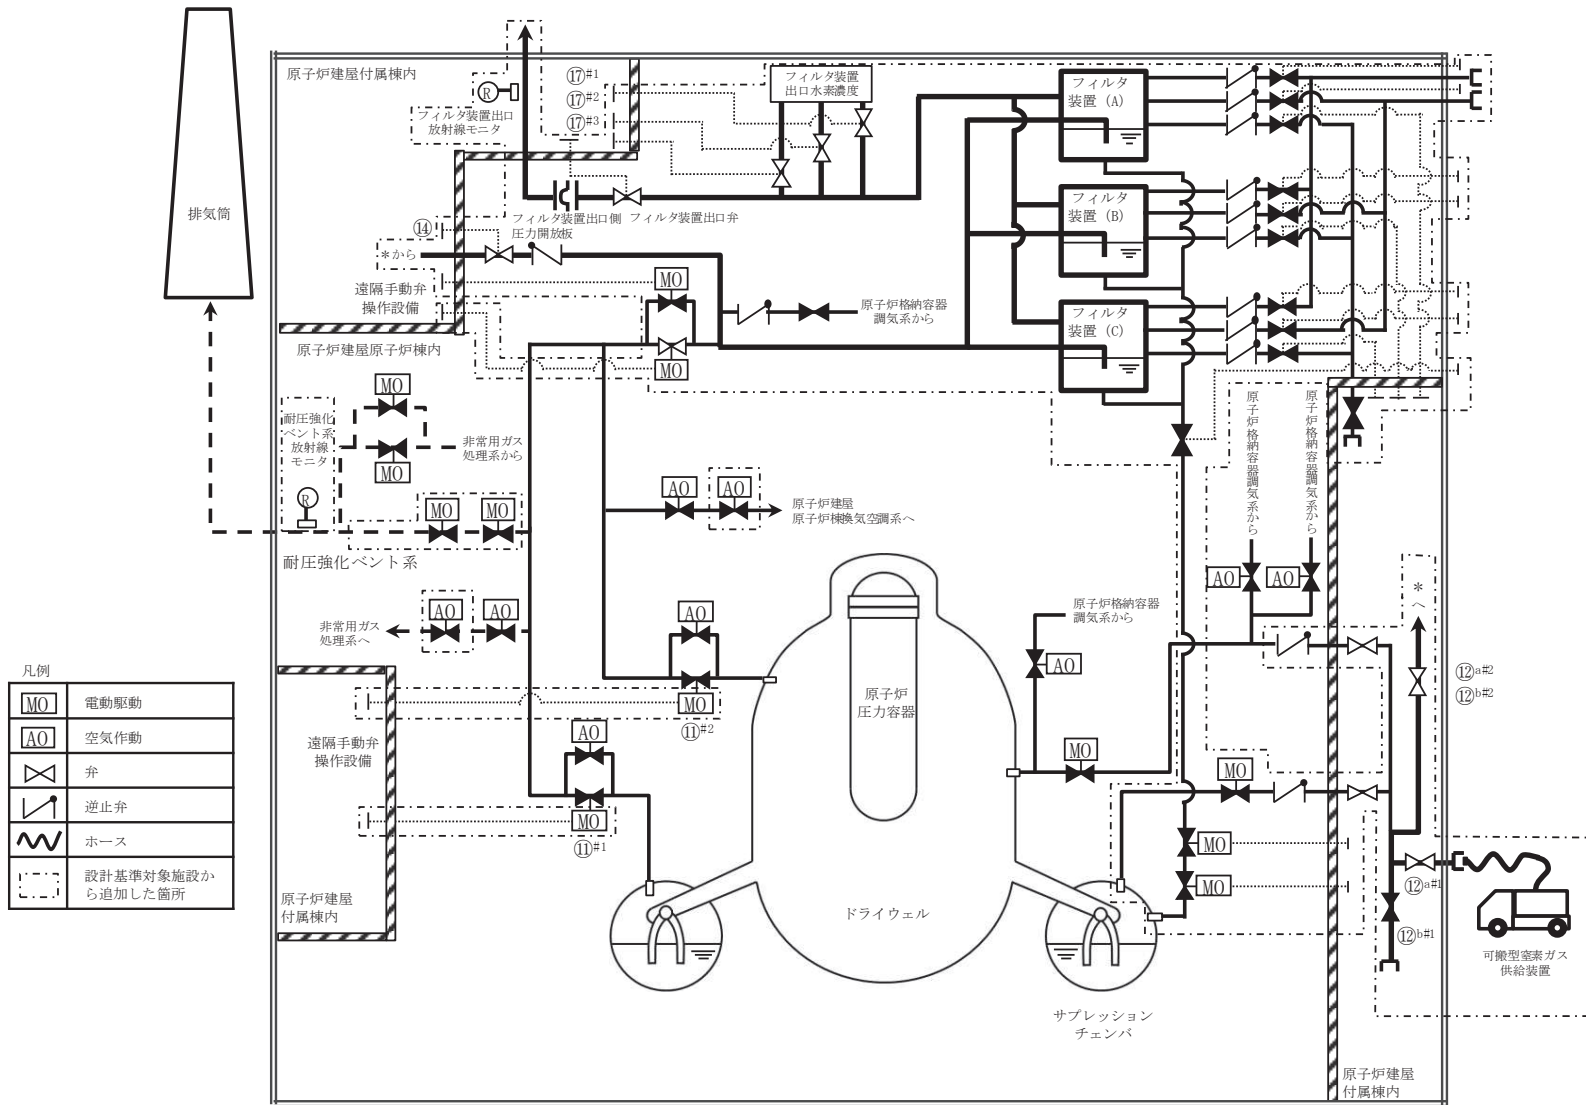 原子炉建屋付属棟内
⑰#1
⑰#2
⑰#3
R
フィルタ装置出口
放射線モニタ
フィルタ装置
出口水素濃度
フィルタ
装置（A）
フィルタ
装置（B）
フィルタ
装置（C）
排気筒
⑭
フィルタ装置出口側
圧力開放板
フィルタ装置出口弁
＊から
遠隔手動弁
操作設備
MO
MO
原子炉格納容器
調気系から
原子炉建屋原子炉棟内
耐圧強化
ベント系
放射線
モニタ
R
MO
MO
非常用ガス
処理系から
MO
MO
耐圧強化ベント系
AO
AO
原子炉建屋
原子炉棟換気空調系へ
原子炉格納容器調気系から
原子炉格納容器調気系から
AO
AO
＊へ
AO
AO
非常用ガス
処理系へ
AO
MO
⑪#2
原子炉格納容器
調気系から
AO
原子炉
圧力容器
⑫a#2
⑫b#2
遠隔手動弁
操作設備
AO
MO
⑪#1
MO
MO
MO
MO
⑫a#1
⑫b#1
可搬型窒素ガス
供給装置
原子炉建屋
付属棟内
ドライウェル
サプレッション
チェンバ
原子炉建屋
付属棟内
凡例
MO 電動駆動
AO 空気作動
弁
逆止弁
ホース
設計基準対象施設か
ら追加した箇所